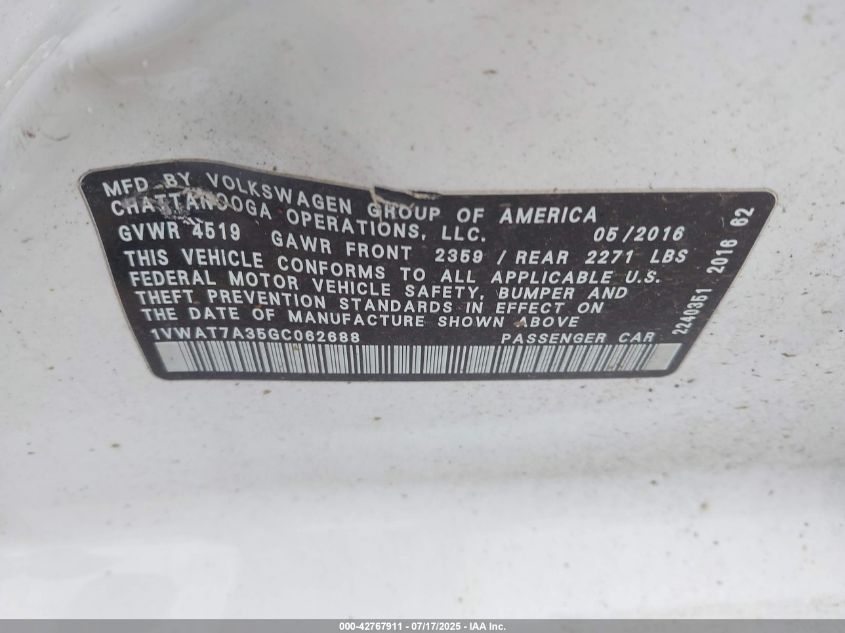 MFD BY VOLKSWAGEN GROUP OF AMERICA
CHATTANOOGA OPERATIONS, LLC. 05/2016
GVWR 4519 GAWR FRONT 2359 / REAR 2271 LBS
THIS VEHICLE CONFORMS TO ALL APPLICABLE U.S.
FEDERAL MOTOR VEHICLE SAFETY, BUMPER AND
THEFT PREVENTION STANDARDS IN EFFECT ON
THE DATE OF MANUFACTURE SHOWN ABOVE
1VWAT7A35GC062688 PASSENGER CAR
2240351 2016 62
000-42767911 - 07/17/2025 - IAA Inc.